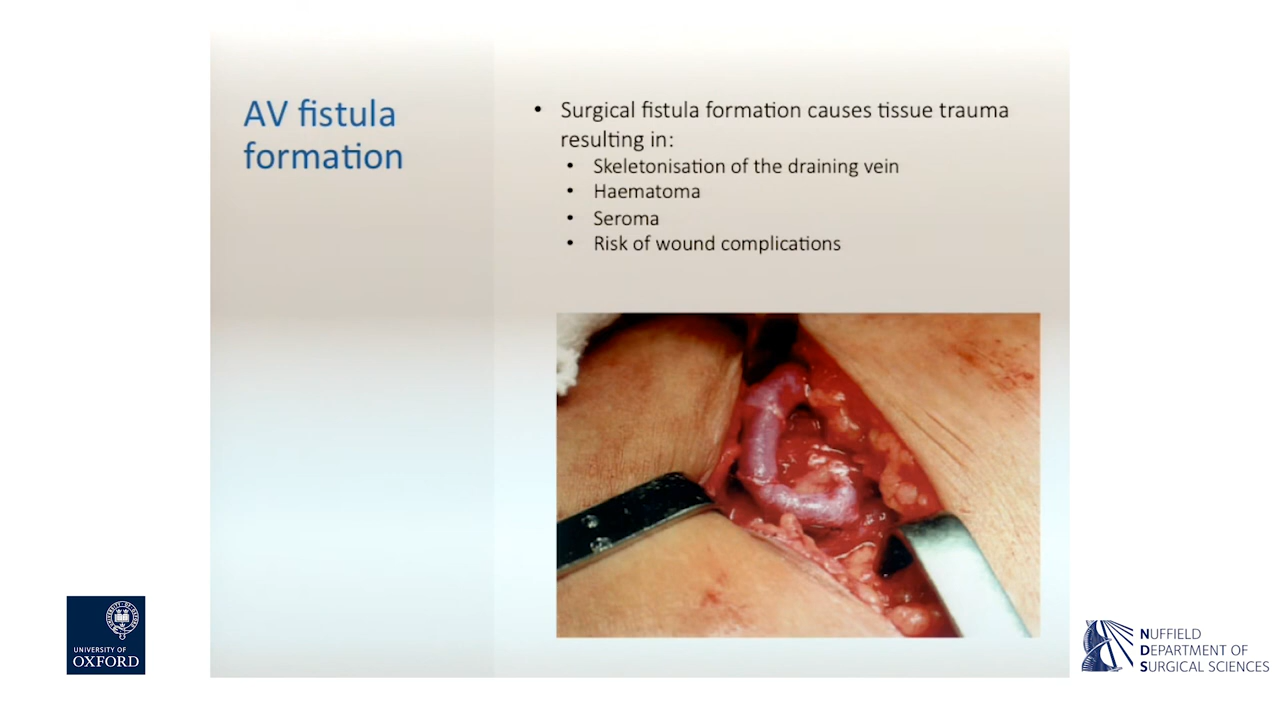 AV fistula
formation
• Surgical fistula formation causes tissue trauma
resulting in:
• Skeletonisation of the draining vein
• Haematoma
• Seroma
• Risk of wound complications
UNIVERSITY OF
OXFORD
NUFFIELD
DEPARTMENT OF
SURGICAL SCIENCES